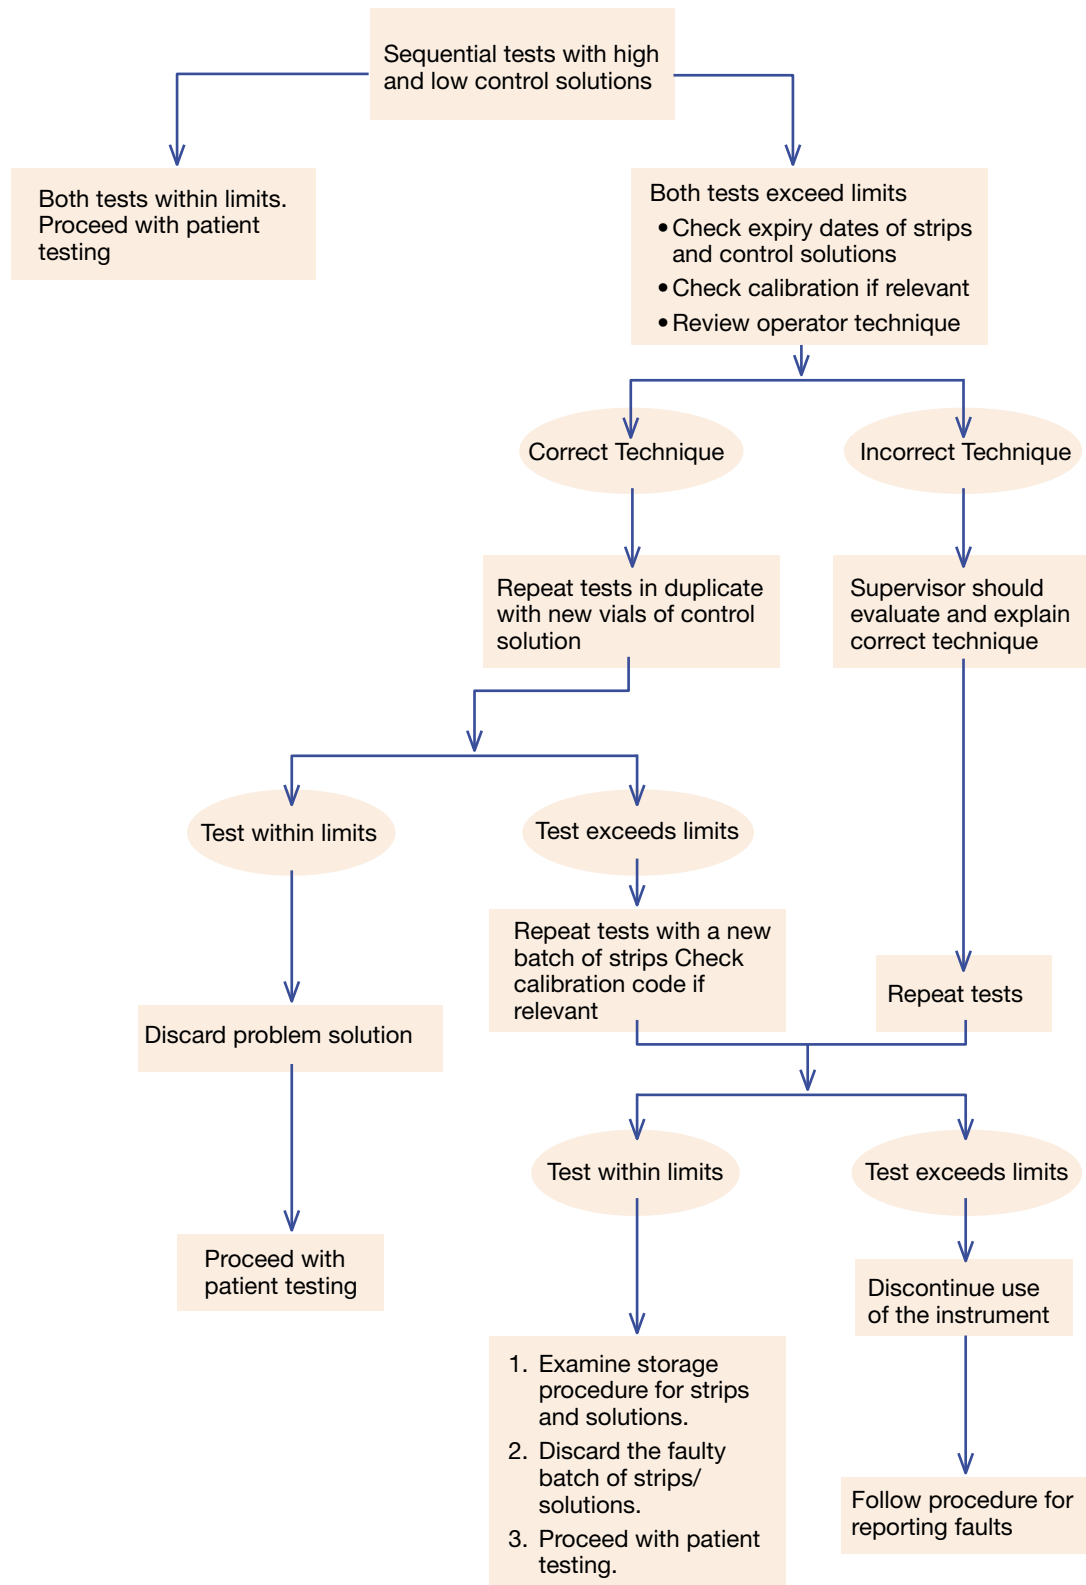 Sequential tests with high
and low control solutions
Both tests within limits.
Proceed with patient
testing
Both tests exceed limits
• Check expiry dates of strips
and control solutions
• Check calibration if relevant
• Review operator technique
Correct Technique
Incorrect Technique
Repeat tests in duplicate
with new vials of control
solution
Supervisor should
evaluate and explain
correct technique
Test within limits
Test exceeds limits
Repeat tests with a new
batch of strips Check
calibration code if
relevant
Repeat tests
Discard problem solution
Test within limits
Test exceeds limits
Proceed with
patient testing
Discontinue use
of the instrument
1. Examine storage
procedure for strips
and solutions.
2. Discard the faulty
batch of strips/
solutions.
3. Proceed with patient
testing.
Follow procedure for
reporting faults